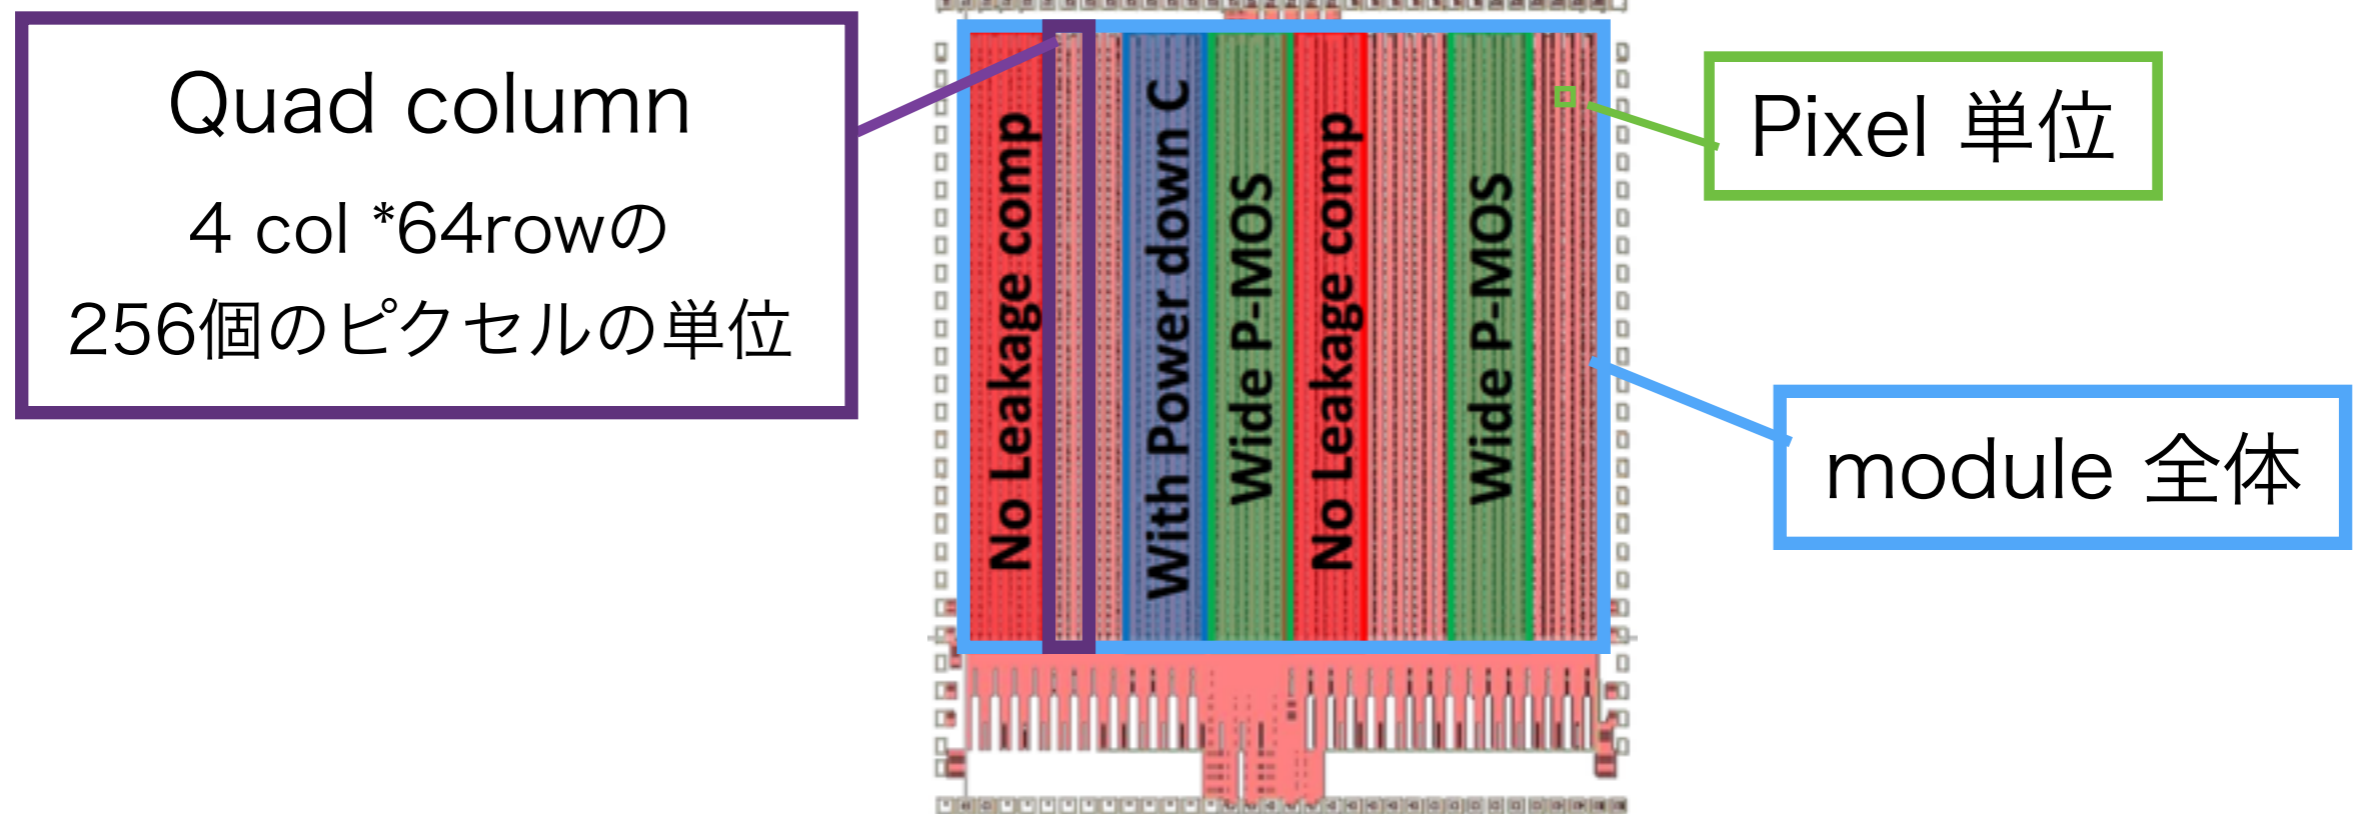 Quad column
4 col *64rowの
256個のピクセルの単位
No Leakage comp
With Power down C
Wide P-MOS
No Leakage comp
Wide P-MOS
Pixel 単位
module 全体